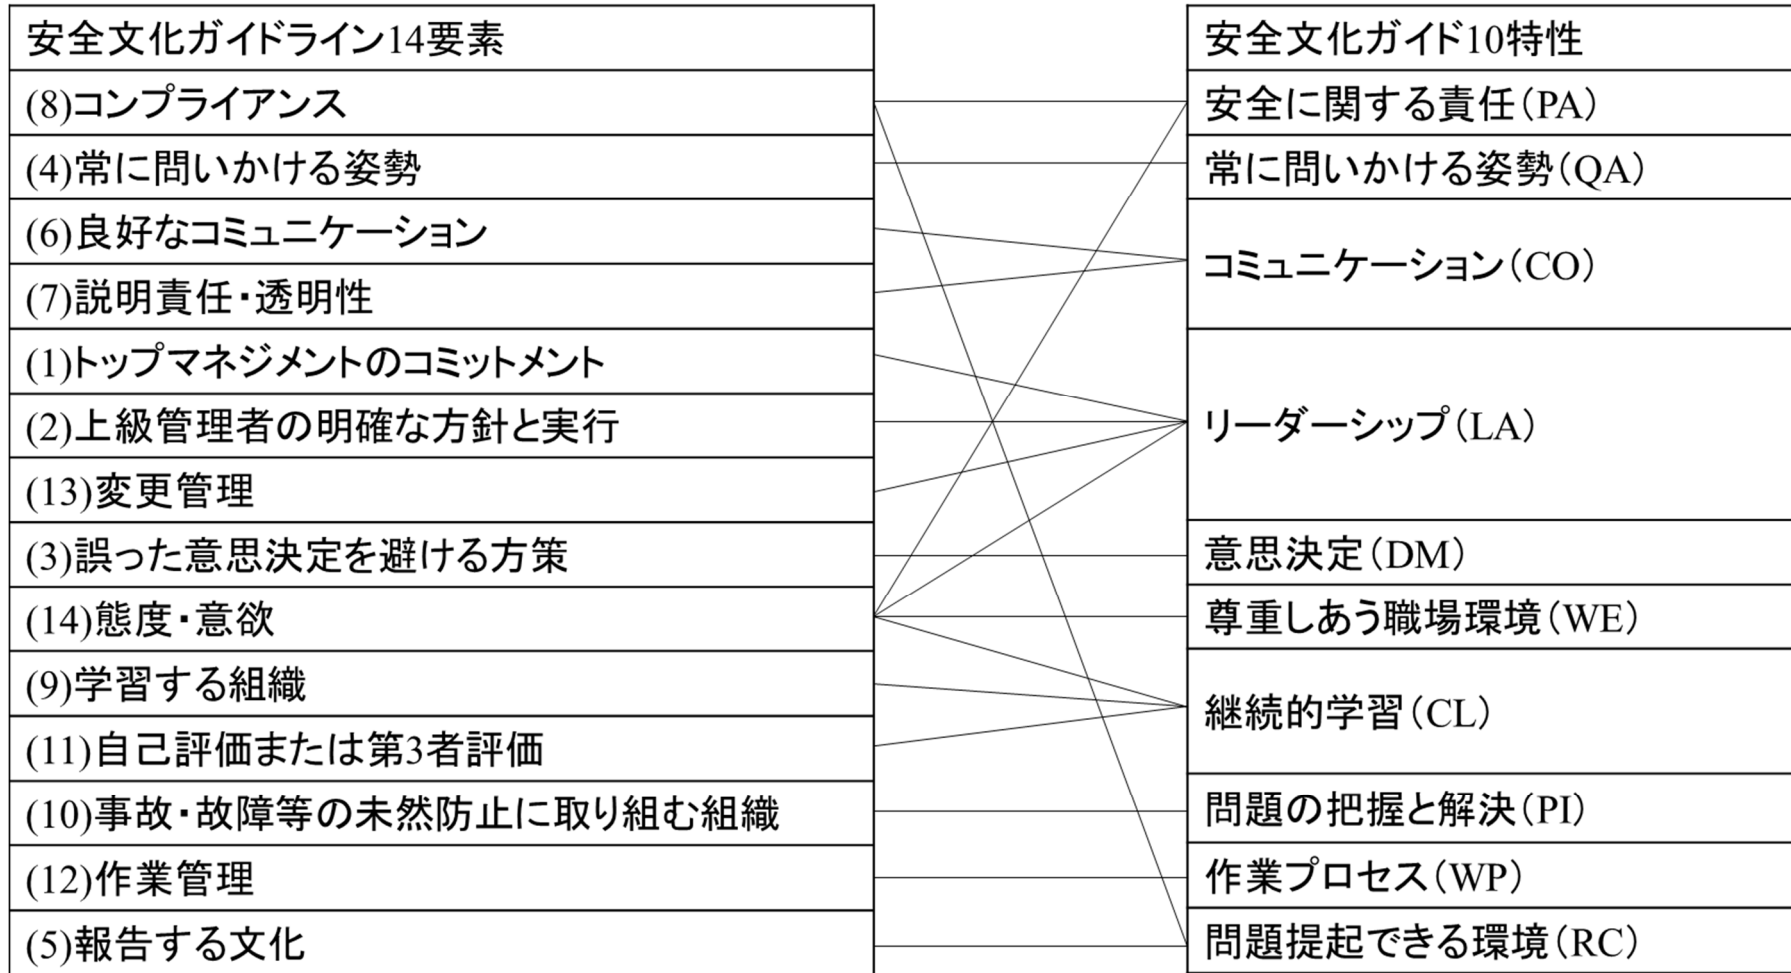 安全文化ガイドライン14要素
(8)コンプライアンス
(4)常に問いかける姿勢
(6)良好なコミュニケーション
(7)説明責任・透明性
(1)トップマネジメントのコミットメント
(2)上級管理者の明確な方針と実行
(13)変更管理
(3)誤った意思決定を避ける方策
(14)態度・意欲
(9)学習する組織
(11)自己評価または第3者評価
(10)事故・故障等の未然防止に取り組む組織
(12)作業管理
(5)報告する文化
安全文化ガイド10特性
安全に関する責任(PA)
常に問いかける姿勢(QA)
コミュニケーション(CO)
リーダーシップ(LA)
意思決定(DM)
尊重しあう職場環境(WE)
継続的学習(CL)
問題の把握と解決(PI)
作業プロセス(WP)
問題提起できる環境(RC)